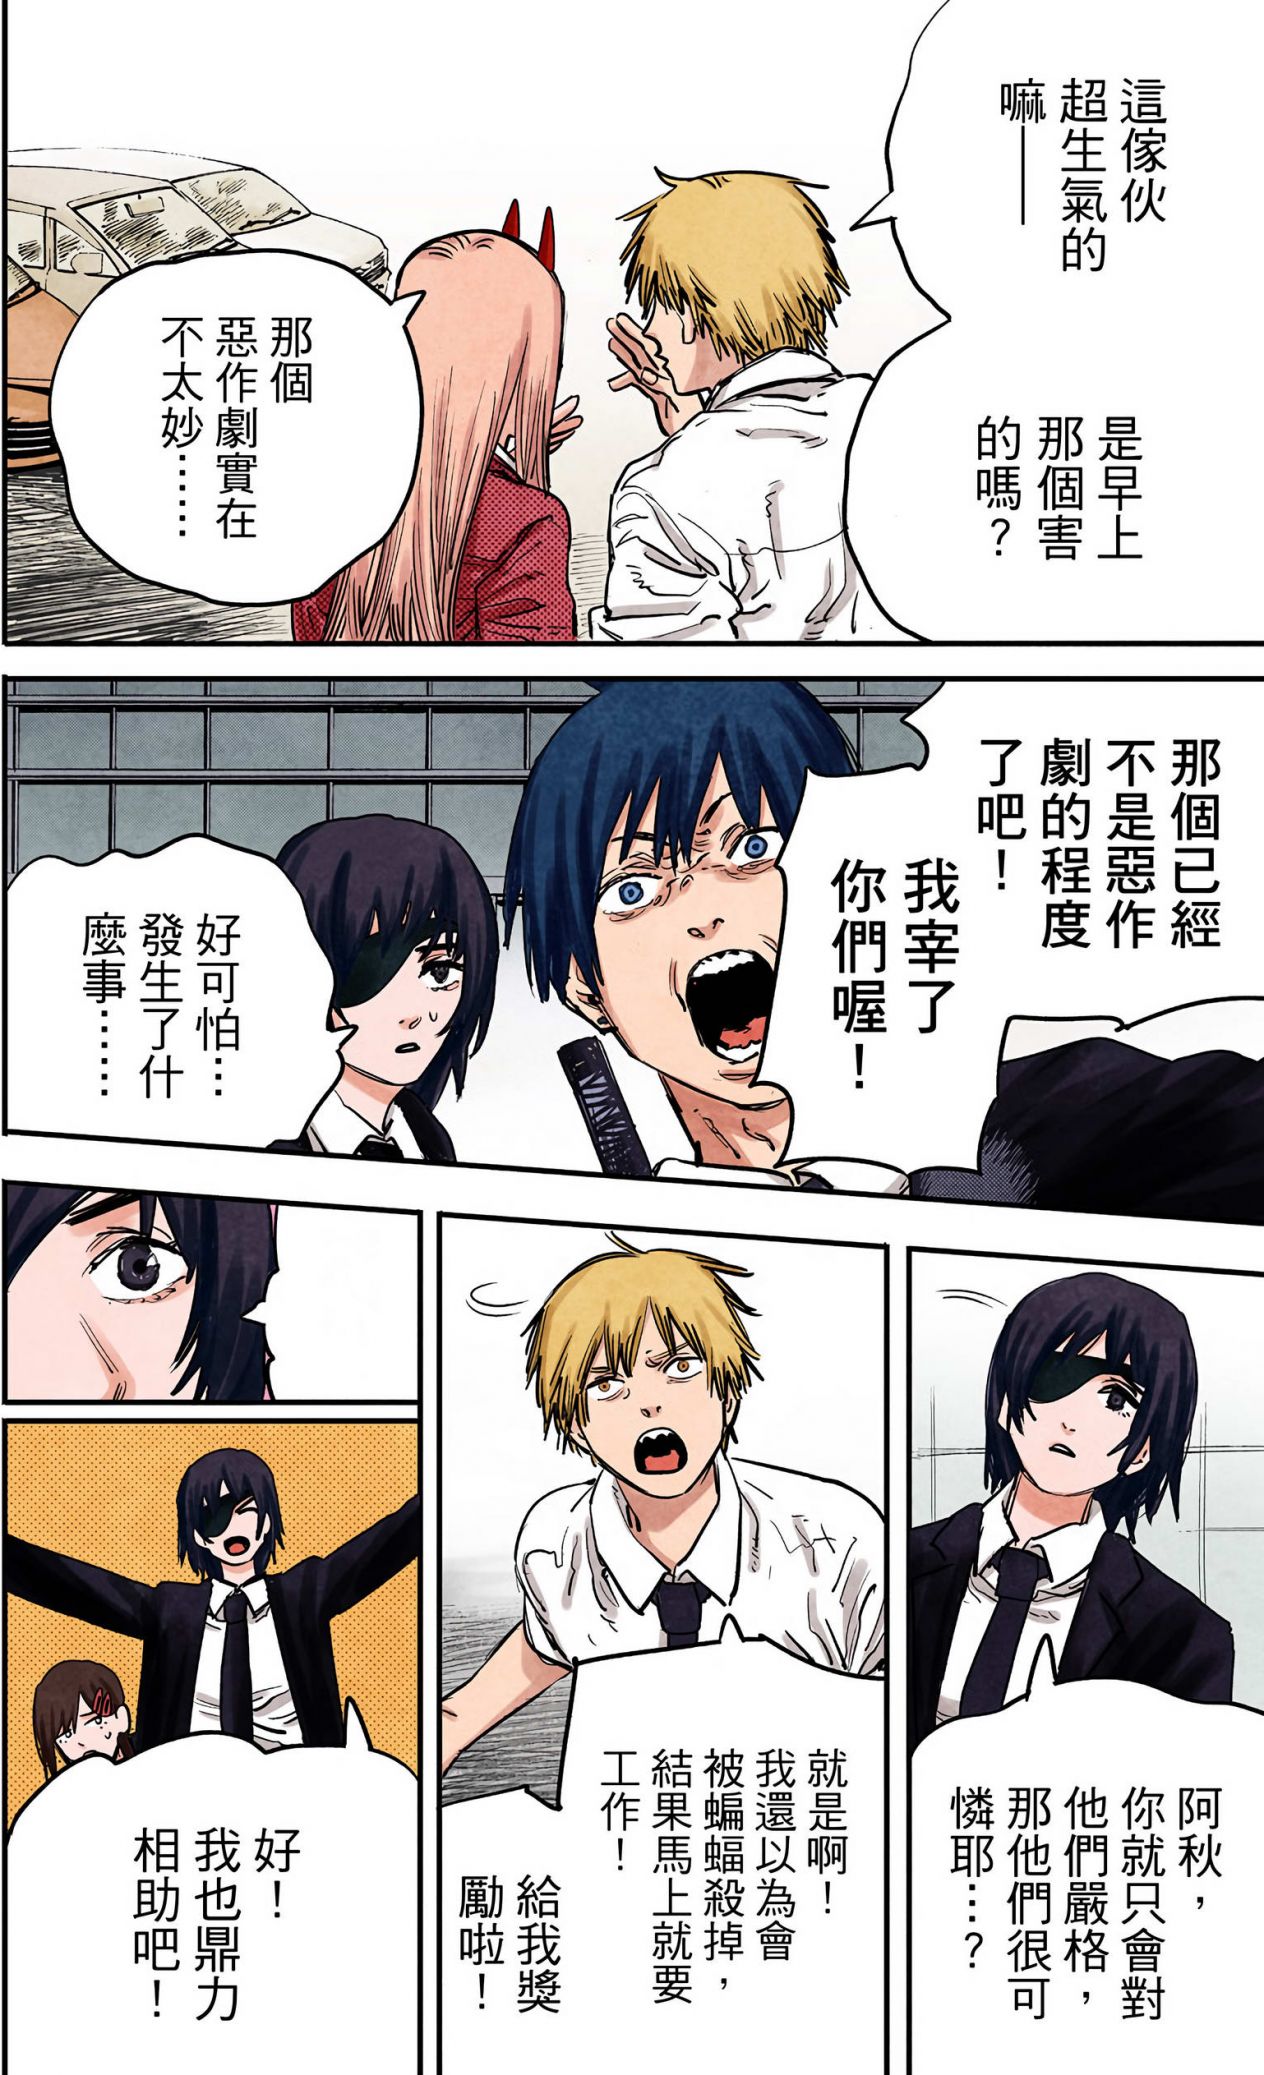 這傢伙
超生氣的
嘛——
是早上
那個害
的嗎？
那個
惡作劇實在
不太妙……
那個已經
不是惡作
劇的程度
了吧！
我宰了
你們喔！
好可怕…
發生了什
麼事……
阿秋，
你就只會對
他們嚴格，
那他們很可
憐耶…？
就是啊！
我還以為會
被蝙蝠殺掉，
結果馬上就要
工作！
給我獎
勵啦！
好！
我也鼎力
相助吧！